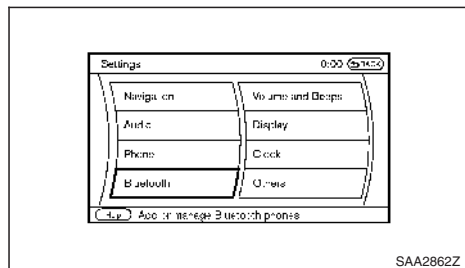 Settings 0:00 BACK
Navigation Volume and Beeps
Audio Display
Phone Clock
Bluetooth Others
Help Add or manage Bluetooth phones
SAA2862Z